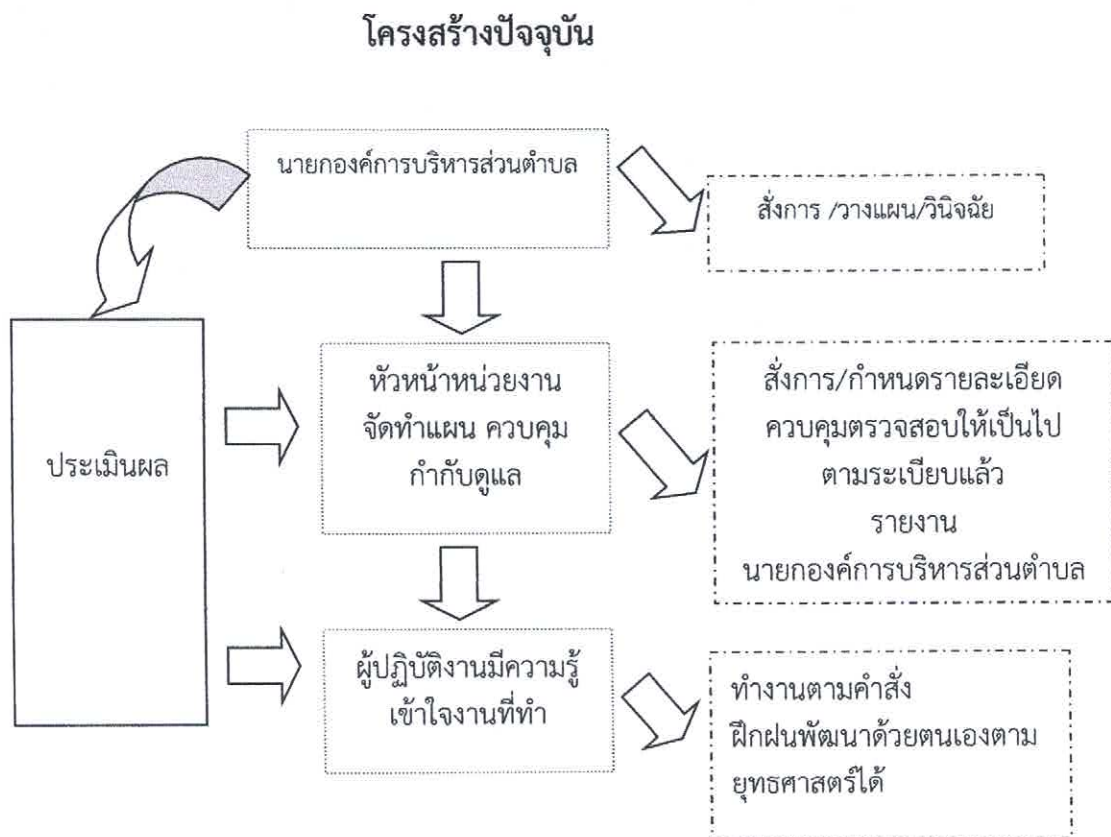 โครงสร้างปัจจุบัน
นายกองค์การบริหารส่วนตำบล
สั่งการ /วางแผน/วินิจฉัย
ประเมินผล
หัวหน้าหน่วยงาน
จัดทำแผน ควบคุม
กำกับดูแล
สั่งการ/กำหนดรายละเอียด
ควบคุมตรวจสอบให้เป็นไป
ตามระเบียบแล้ว
รายงาน
นายกองค์การบริหารส่วนตำบล
ผู้ปฏิบัติงานมีความรู้
เข้าใจงานที่ทำ
ทำงานตามคำสั่ง
ฝึกฝนพัฒนาด้วยตนเองตาม
ยุทธศาสตร์ได้